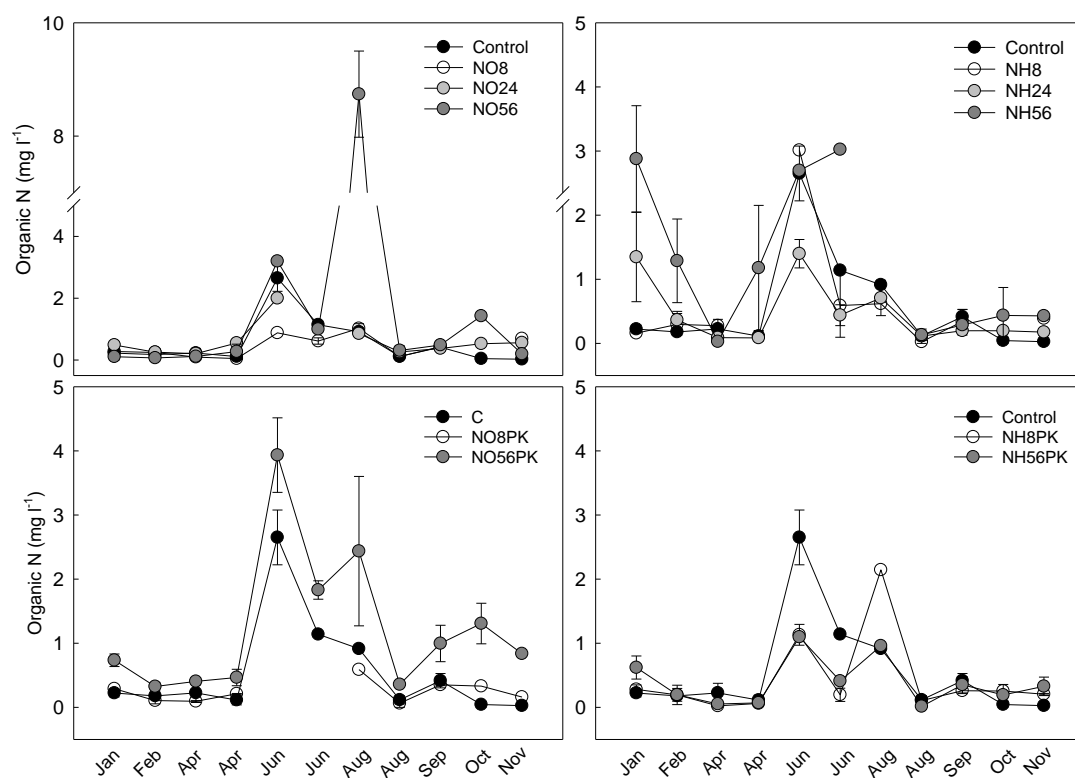 10
8
4
2
0
Organic N (mg l⁻¹)
Control
NO8
NO24
NO56
5
4
3
2
1
0
Control
NH8
NH24
NH56
5
4
3
2
1
0
Organic N (mg l⁻¹)
C
NO8PK
NO56PK
Jan Feb Apr Apr Jun Jun Aug Aug Sep Oct Nov
5
4
3
2
1
0
Control
NH8PK
NH56PK
Jan Feb Apr Apr Jun Jun Aug Aug Sep Oct Nov